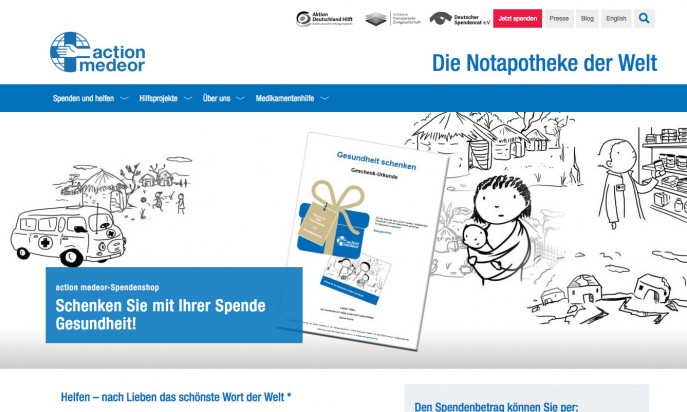 Aktion
Deutschland Hilft
Initiative
Transparente
Zivilgesellschaft
Deutscher
Spendenrat e.V
Jetzt spenden
Presse
Blog
English
action
medeor
Die Notapotheke der Welt
Spenden und helfen
Hilfsprojekte
Über uns
Medikamentenhilfe
Gesundheit schenken
Geschenk-Urkunde
action
medeor
action medeor-Spendenshop
Schenken Sie mit Ihrer Spende
Gesundheit!
Helfen – nach Lieben das schönste Wort der Welt *
Den Spendenbetrag können Sie per: